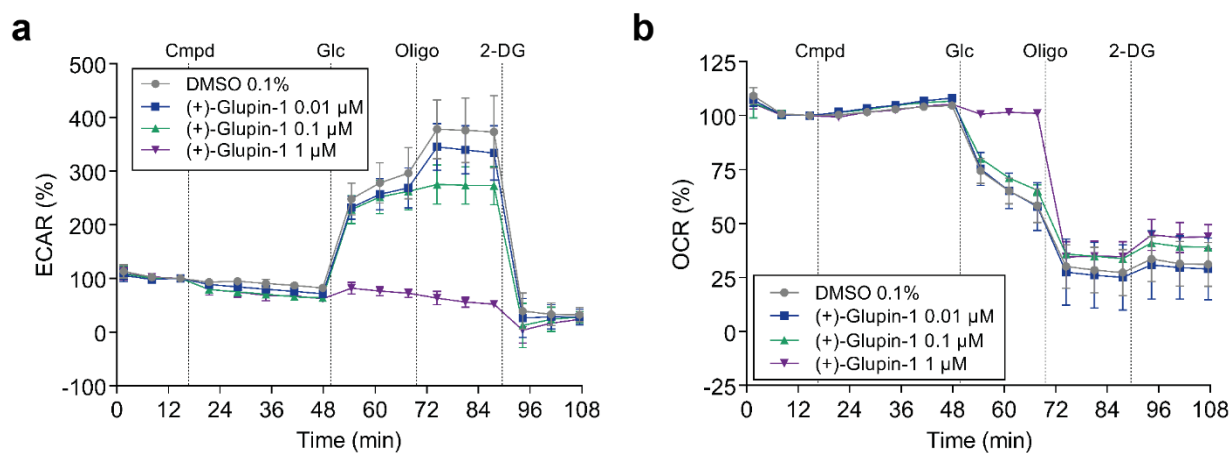 a
Cmpd Glc Oligo 2-DG
500
400
300
200
100
0
-100
ECAR (%)
DMSO 0.1%
(+)-Glupin-1 0.01 µM
(+)-Glupin-1 0.1 µM
(+)-Glupin-1 1 µM
0 12 24 36 48 60 72 84 96 108
Time (min)
b
Cmpd Glc Oligo 2-DG
125
100
75
50
25
0
-25
OCR (%)
DMSO 0.1%
(+)-Glupin-1 0.01 µM
(+)-Glupin-1 0.1 µM
(+)-Glupin-1 1 µM
0 12 24 36 48 60 72 84 96 108
Time (min)